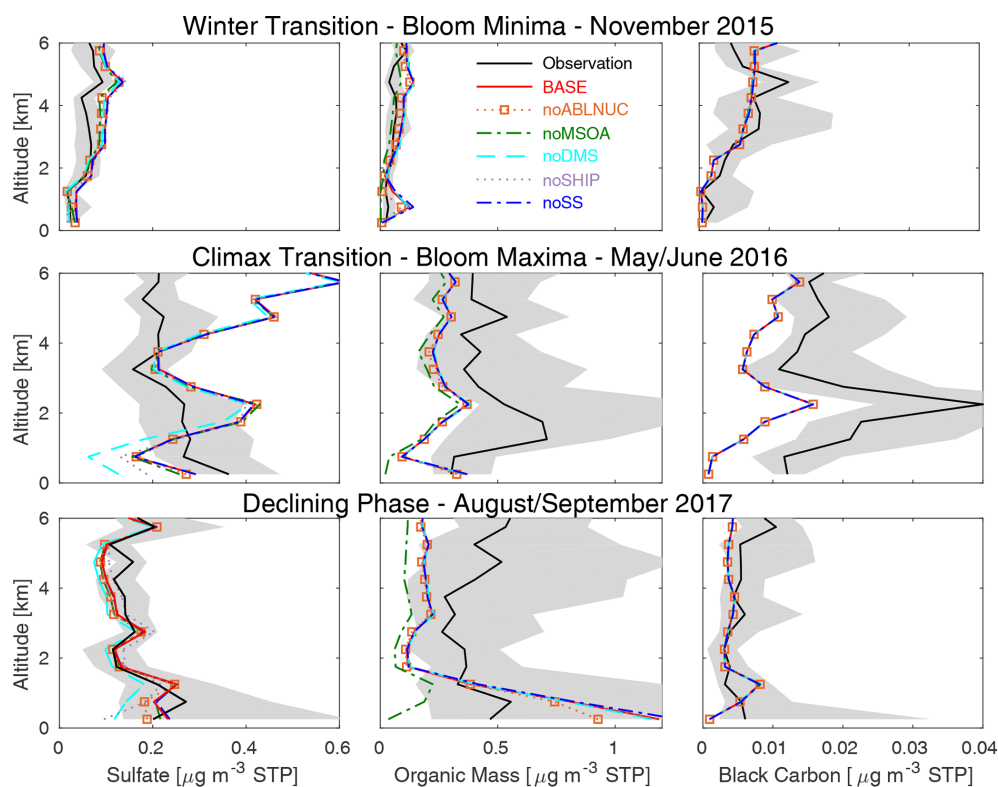 Winter Transition - Bloom Minima - November 2015
6
4
2
0
Altitude [km]
Observation
BASE
noABLNUC
noMSOA
noDMS
noSHIP
noSS
Climax Transition - Bloom Maxima - May/June 2016
6
4
2
0
Altitude [km]
Declining Phase - August/September 2017
6
4
2
0
Altitude [km]
0 0.2 0.4 0.6
0 0.5 1
0 0.01 0.02 0.03 0.04
Sulfate [μg m-3 STP]
Organic Mass [ μg m-3 STP]
Black Carbon [ μg m-3 STP]